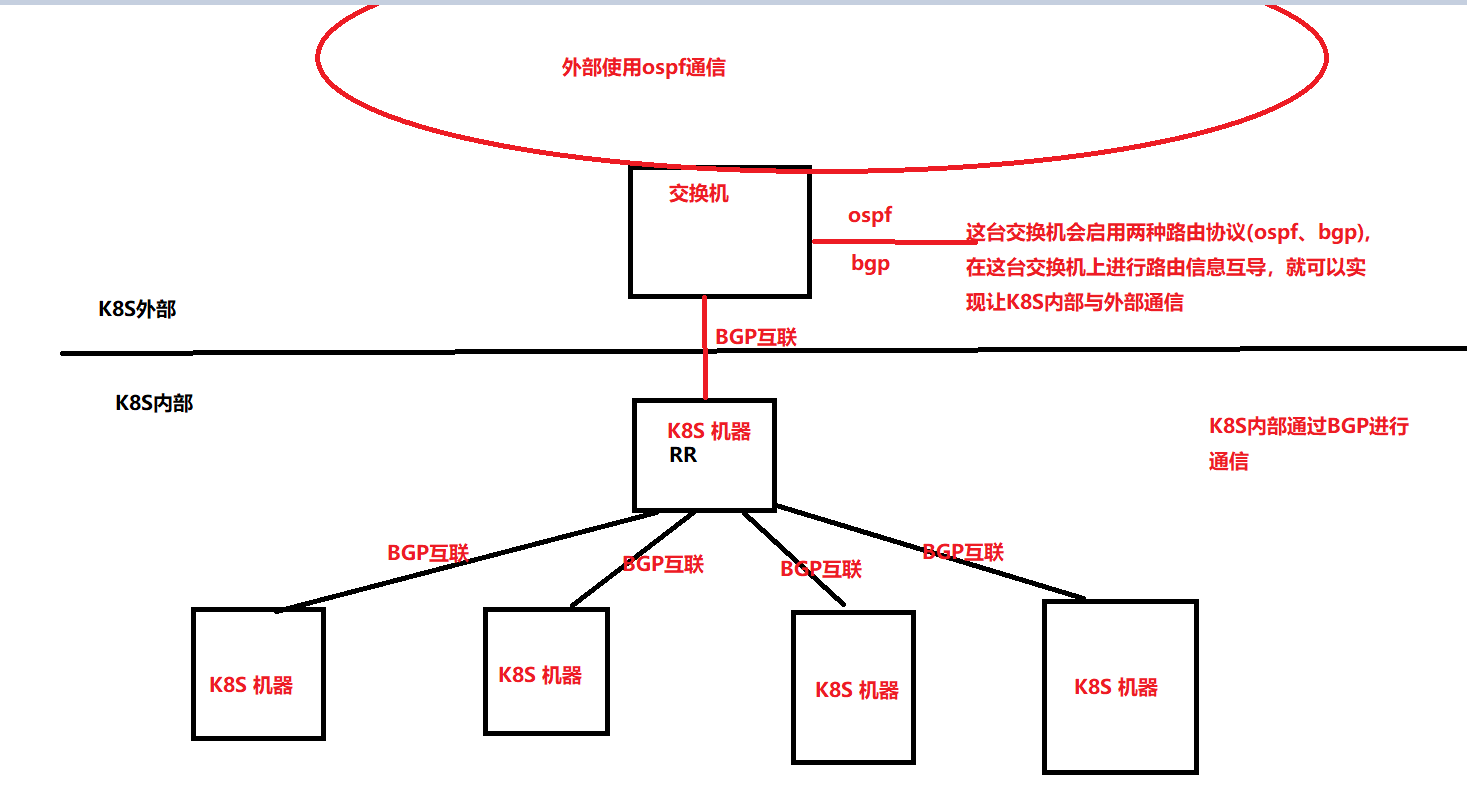 外部使用ospf通信
交换机
ospf
bgp
这台交换机会启用两种路由协议(ospf、bgp),
在这台交换机上进行路由信息互导，就可以实
现让K8S内部与外部通信
K8S外部
BGP互联
K8S内部
K8S 机器
RR
K8S内部通过BGP进行
通信
BGP互联
BGP互联
BGP互联
BGP互联
K8S 机器
K8S 机器
K8S 机器
K8S 机器